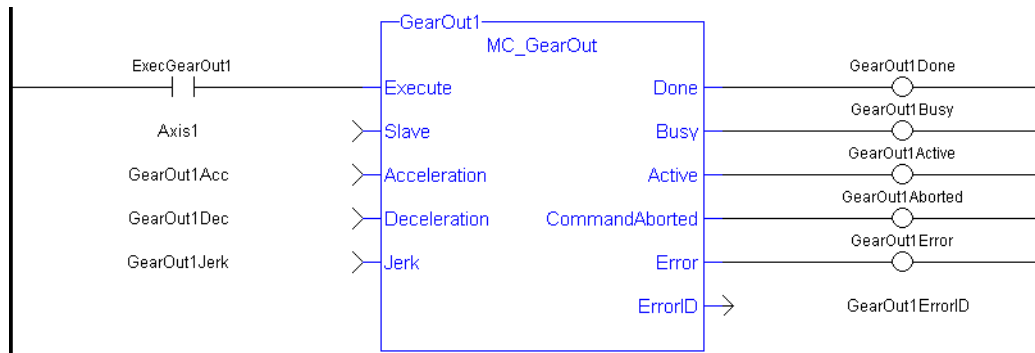 GearOut1
MC_GearOut
ExecGearOut1
Execute
Done
GearOut1Done
Axis1
Slave
Busy
GearOut1Busy
GearOut1Acc
Acceleration
Active
GearOut1Active
GearOut1Dec
Deceleration
CommandAborted
GearOut1Aborted
GearOut1Jerk
Jerk
Error
GearOut1Error
ErrorID
GearOut1ErrorID